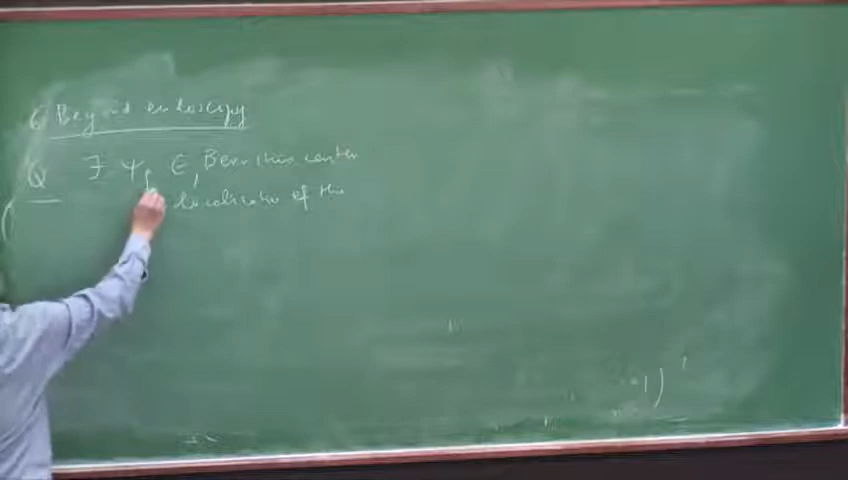 Beyond endoscopy
Q ∃ Ψ ∈ Bernstein center
localization of the